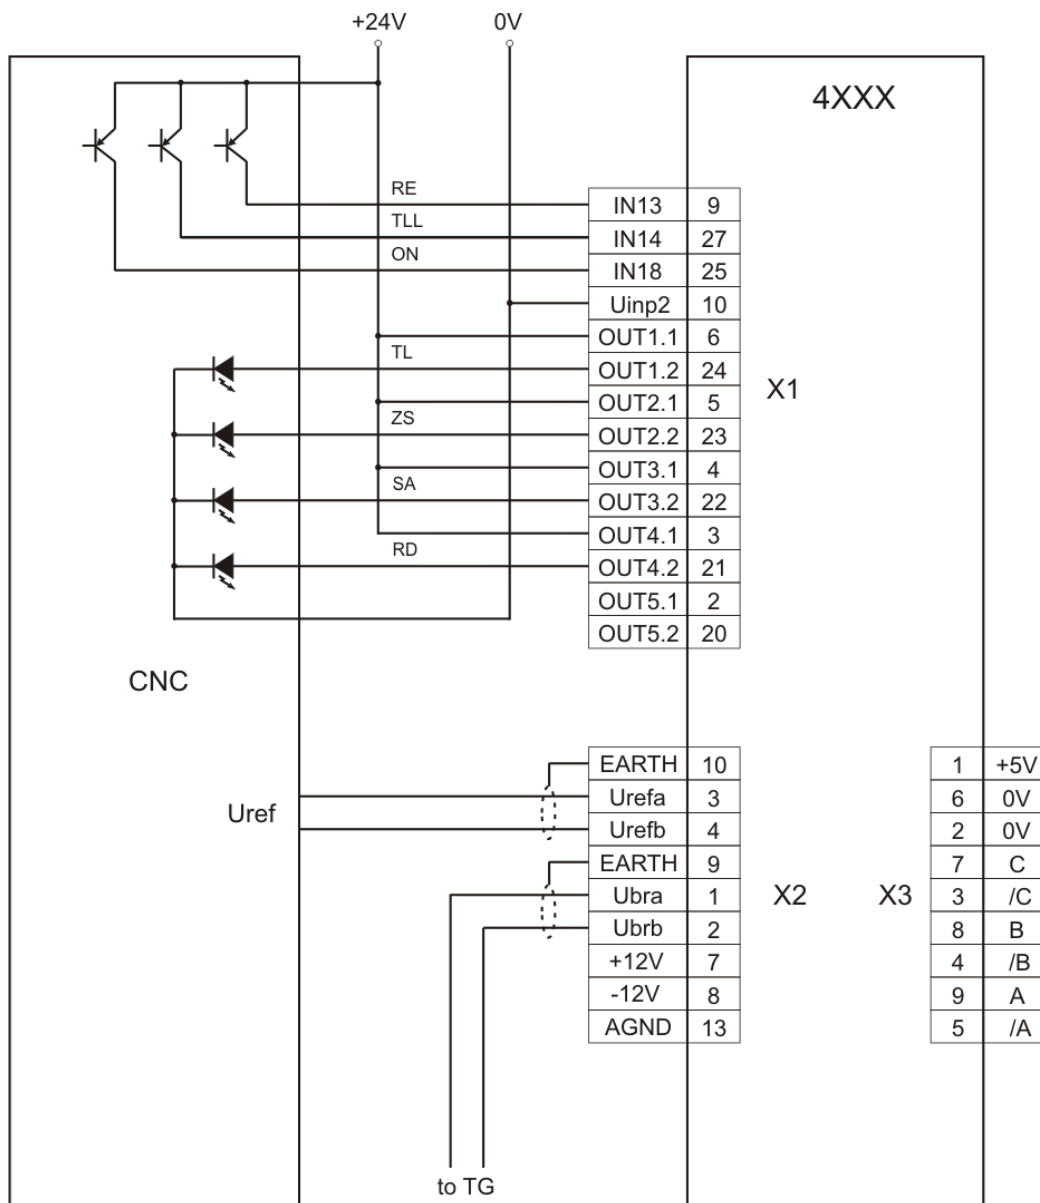 +24V 0V
4XXX
RE
IN13 9
TLL
IN14 27
ON
IN18 25
Uinp2 10
OUT1.1 6
TL
OUT1.2 24
X1
OUT2.1 5
ZS
OUT2.2 23
OUT3.1 4
SA
OUT3.2 22
OUT4.1 3
RD
OUT4.2 21
OUT5.1 2
OUT5.2 20
CNC
EARTH 10
1 +5V
Uref
Urefa 3
6 0V
Urefb 4
2 0V
EARTH 9
7 C
Ubra 1
X2
X3
3 /C
Ubrb 2
8 B
+12V 7
4 /B
-12V 8
9 A
AGND 13
5 /A
to TG